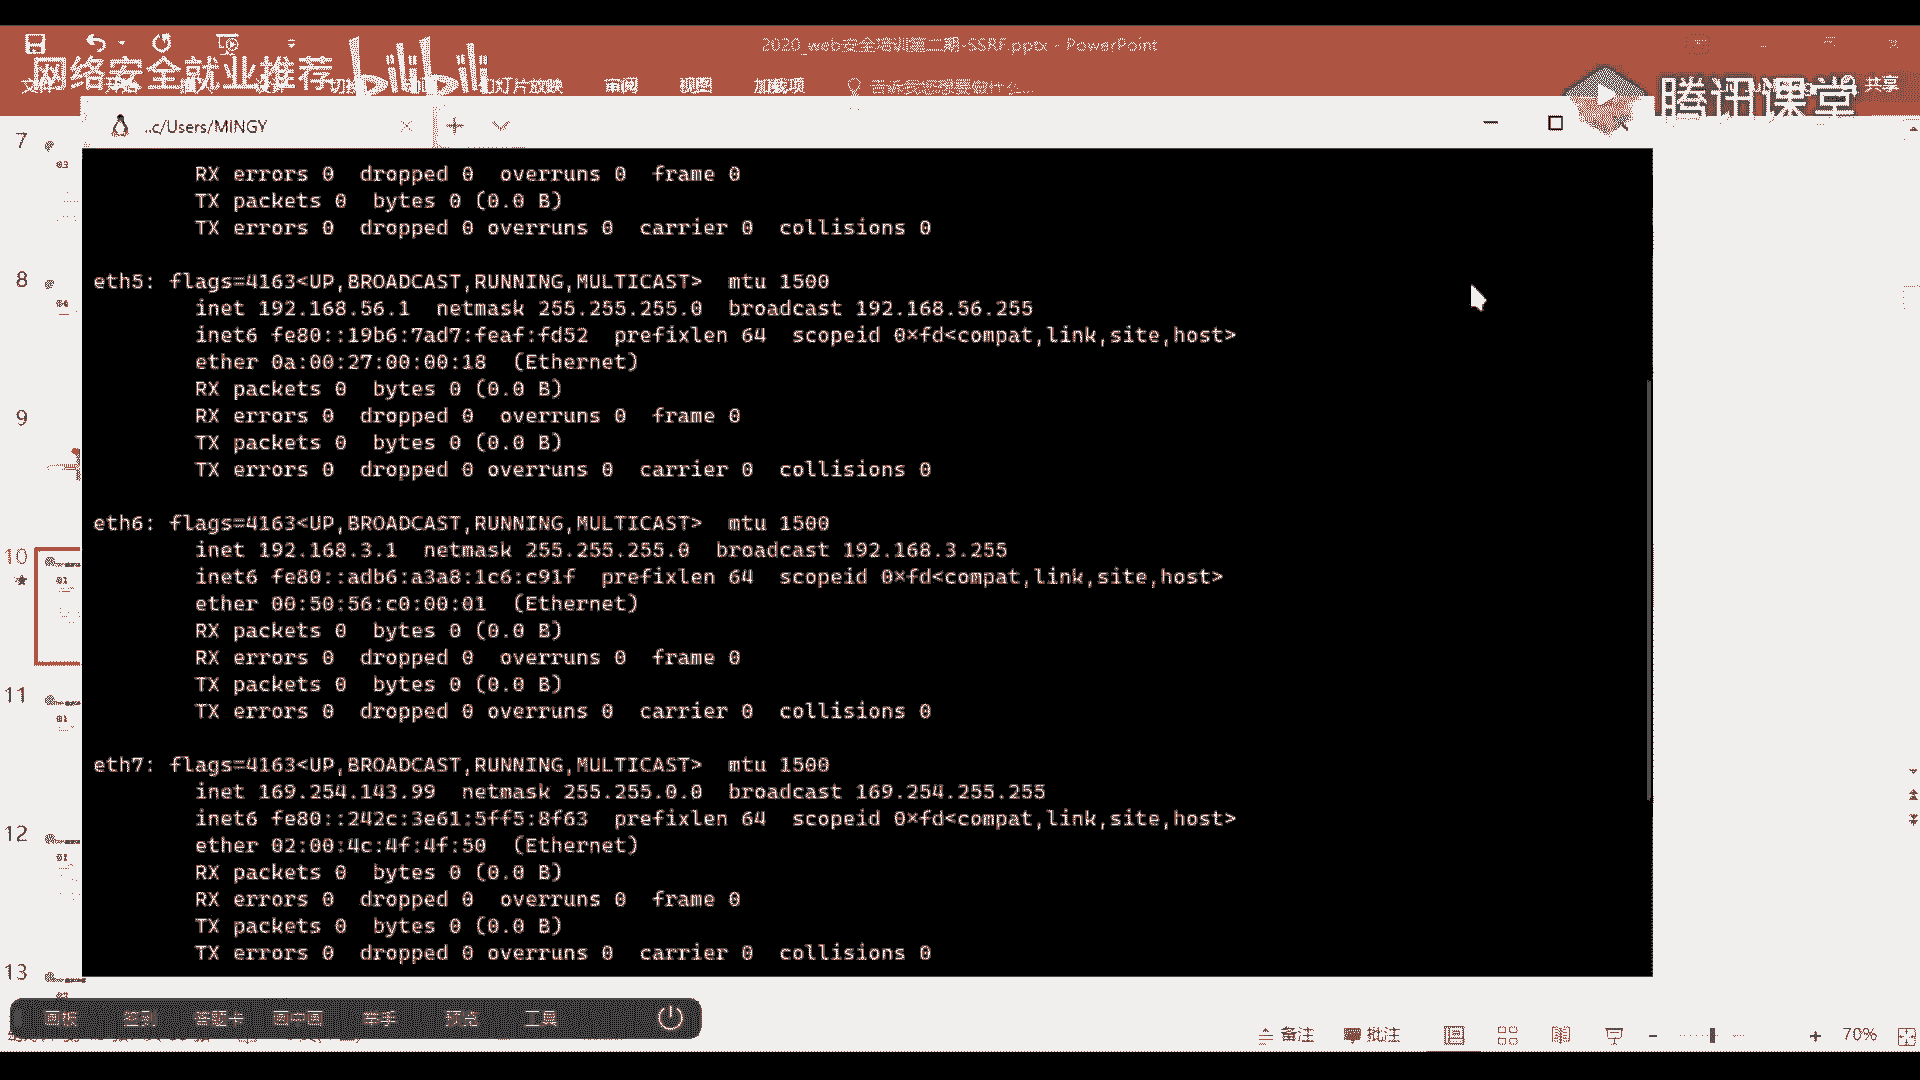 2020_web安全培训第二期-SSRF.pptx - PowerPoint
网络安全就业推荐
bilibili
幻灯片放映 审阅 视图 加载项 告诉我您想要做什么...
腾讯课堂
共享
..c/Users/MINGY
RX errors 0 dropped 0 overruns 0 frame 0
TX packets 0 bytes 0 (0.0 B)
TX errors 0 dropped 0 overruns 0 carrier 0 collisions 0
eth5: flags=4163<UP,BROADCAST,RUNNING,MULTICAST> mtu 1500
inet 192.168.56.1 netmask 255.255.255.0 broadcast 192.168.56.255
inet6 fe80::19b6:7ad7:feaf:fd52 prefixlen 64 scopeid 0xfd<compat,link,site,host>
ether 0a:00:27:00:00:18 (Ethernet)
RX packets 0 bytes 0 (0.0 B)
RX errors 0 dropped 0 overruns 0 frame 0
TX packets 0 bytes 0 (0.0 B)
TX errors 0 dropped 0 overruns 0 carrier 0 collisions 0
eth6: flags=4163<UP,BROADCAST,RUNNING,MULTICAST> mtu 1500
inet 192.168.3.1 netmask 255.255.255.0 broadcast 192.168.3.255
inet6 fe80::adb6:a3a8:1c6:c91f prefixlen 64 scopeid 0xfd<compat,link,site,host>
ether 00:50:56:c0:00:01 (Ethernet)
RX packets 0 bytes 0 (0.0 B)
RX errors 0 dropped 0 overruns 0 frame 0
TX packets 0 bytes 0 (0.0 B)
TX errors 0 dropped 0 overruns 0 carrier 0 collisions 0
eth7: flags=4163<UP,BROADCAST,RUNNING,MULTICAST> mtu 1500
inet 169.254.143.99 netmask 255.255.0.0 broadcast 169.254.255.255
inet6 fe80::242c:3e61:5ff5:8f63 prefixlen 64 scopeid 0xfd<compat,link,site,host>
ether 02:00:4c:4f:4f:50 (Ethernet)
RX packets 0 bytes 0 (0.0 B)
RX errors 0 dropped 0 overruns 0 frame 0
TX packets 0 bytes 0 (0.0 B)
TX errors 0 dropped 0 overruns 0 carrier 0 collisions 0
7
8
9
10
11
12
13
画板 签到 答题卡 画中画 举手 预览 工具
备注 批注 70%